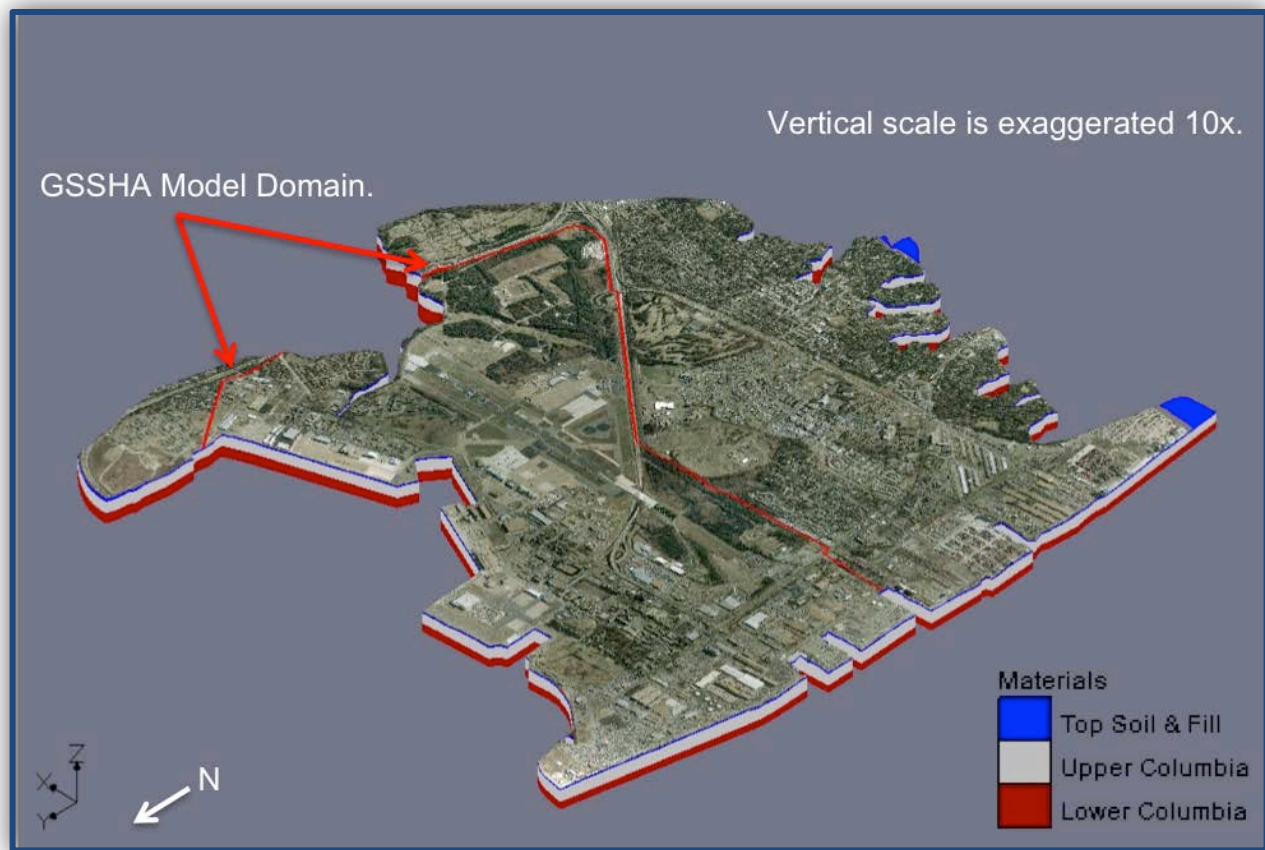 Vertical scale is exaggerated 10x.
GSSHA Model Domain.
Materials
Top Soil & Fill
Upper Columbia
Lower Columbia
Z
X
Y
N